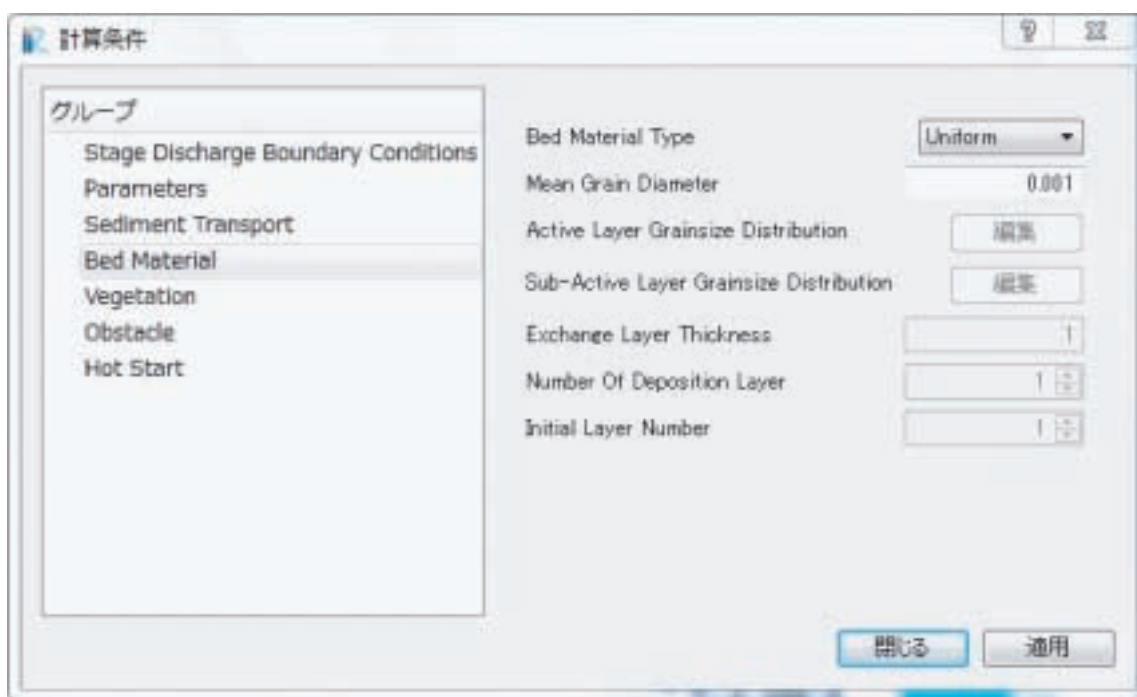 計算条件
グループ
Stage Discharge Boundary Conditions
Parameters
Sediment Transport
Bed Material
Vegetation
Obstacle
Hot Start
Bed Material Type Uniform
Mean Grain Diameter 0.001
Active Layer Grainsize Distribution 編集
Sub-Active Layer Grainsize Distribution 編集
Exchange Layer Thickness 1
Number Of Deposition Layer 1
Initial Layer Number 1
閉じる 適用